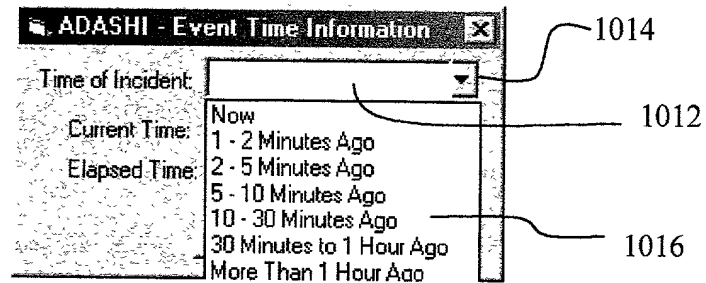 ADASHI - Event Time Information
1014
Time of Incident:
1012
Now
Current Time:
1 - 2 Minutes Ago
Elapsed Time:
2 - 5 Minutes Ago
5 - 10 Minutes Ago
10 - 30 Minutes Ago
30 Minutes to 1 Hour Ago
1016
More Than 1 Hour Ago